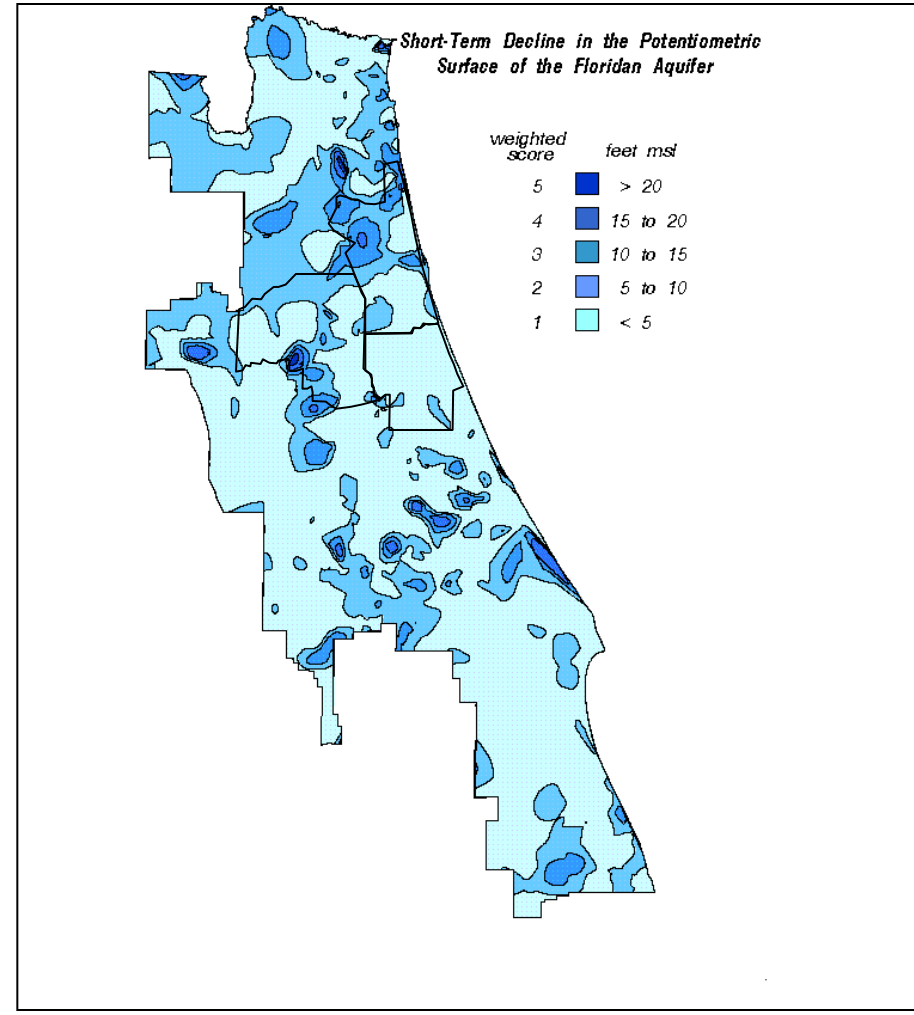 Short-Term Decline in the Potentiometric
Surface of the Floridan Aquifer
weighted
score feet msl
5 > 20
4 15 to 20
3 10 to 15
2 5 to 10
1 < 5